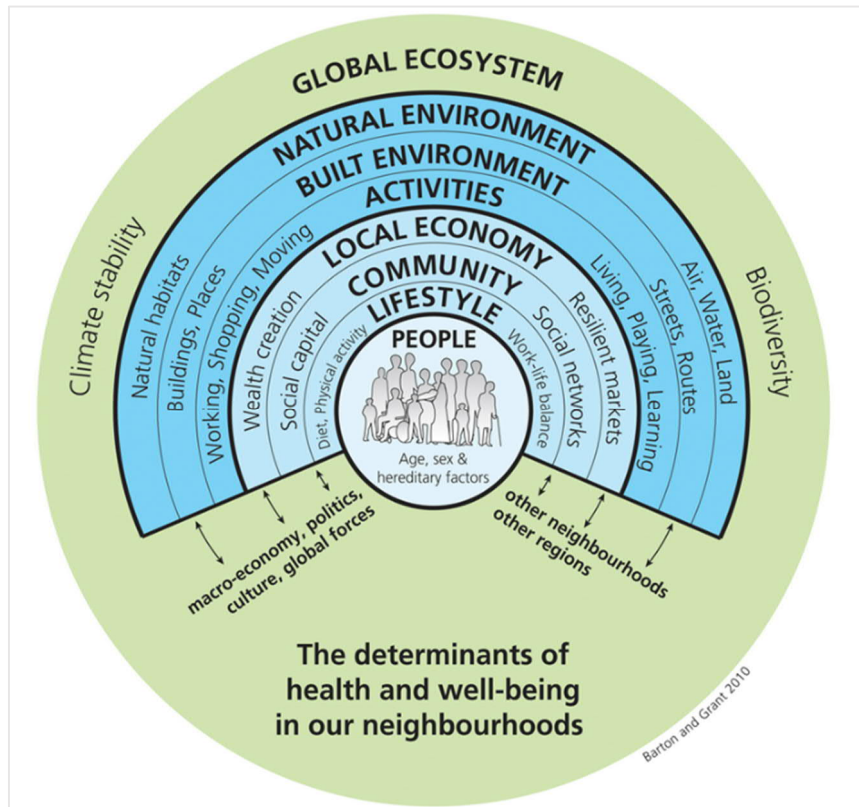 GLOBAL ECOSYSTEM
NATURAL ENVIRONMENT
BUILT ENVIRONMENT
ACTIVITIES
LOCAL ECONOMY
COMMUNITY
LIFESTYLE
PEOPLE
Age, sex &
hereditary factors
Climate stability
Natural habitats
Buildings, Places
Working, Shopping, Moving
Wealth creation
Social capital
Diet, Physical activity
Work-life balance
Social networks
Resilient markets
Living, Playing, Learning
Streets, Routes
Air, Water, Land
Biodiversity
macro-economy, politics,
culture, global forces
other neighbourhoods
other regions
The determinants of
health and well-being
in our neighbourhoods
Barton and Grant 2010